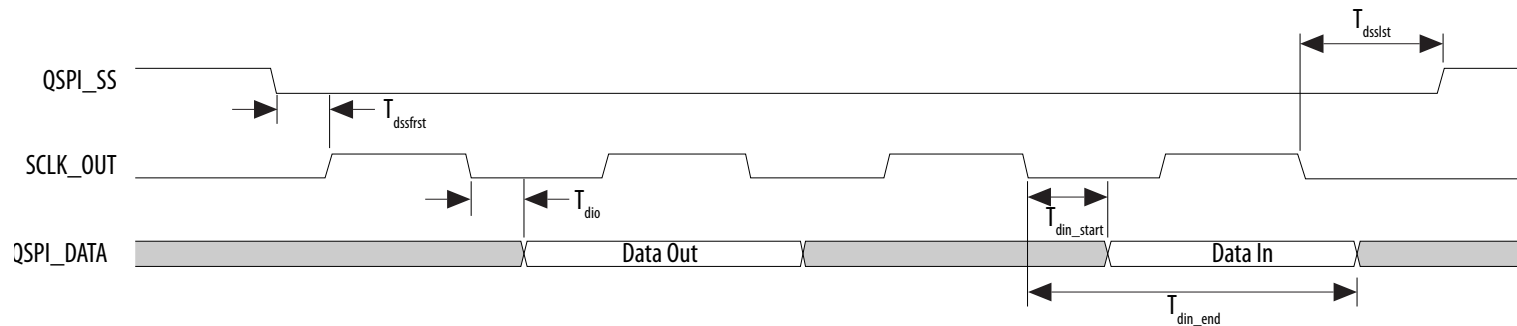 T_dsslst
QSPI_SS
T_dssfrst
SCLK_OUT
T_dio
T_din_start
QSPI_DATA
Data Out
Data In
T_din_end